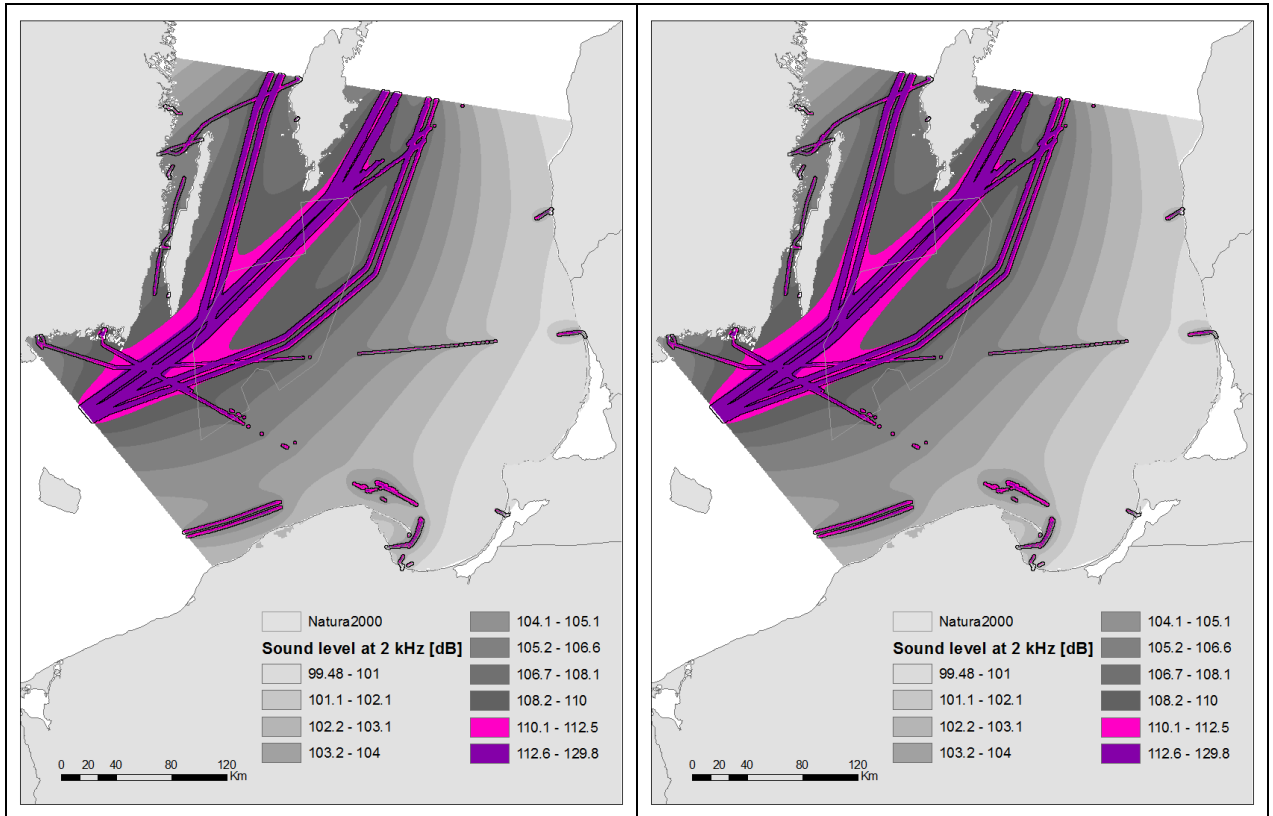 Natura2000
Sound level at 2 kHz [dB]
99.48 - 101
101.1 - 102.1
102.2 - 103.1
103.2 - 104
104.1 - 105.1
105.2 - 106.6
106.7 - 108.1
108.2 - 110
110.1 - 112.5
112.6 - 129.8
0 20 40 80 120
Km
Natura2000
Sound level at 2 kHz [dB]
99.48 - 101
101.1 - 102.1
102.2 - 103.1
103.2 - 104
104.1 - 105.1
105.2 - 106.6
106.7 - 108.1
108.2 - 110
110.1 - 112.5
112.6 - 129.8
0 20 40 80 120
Km